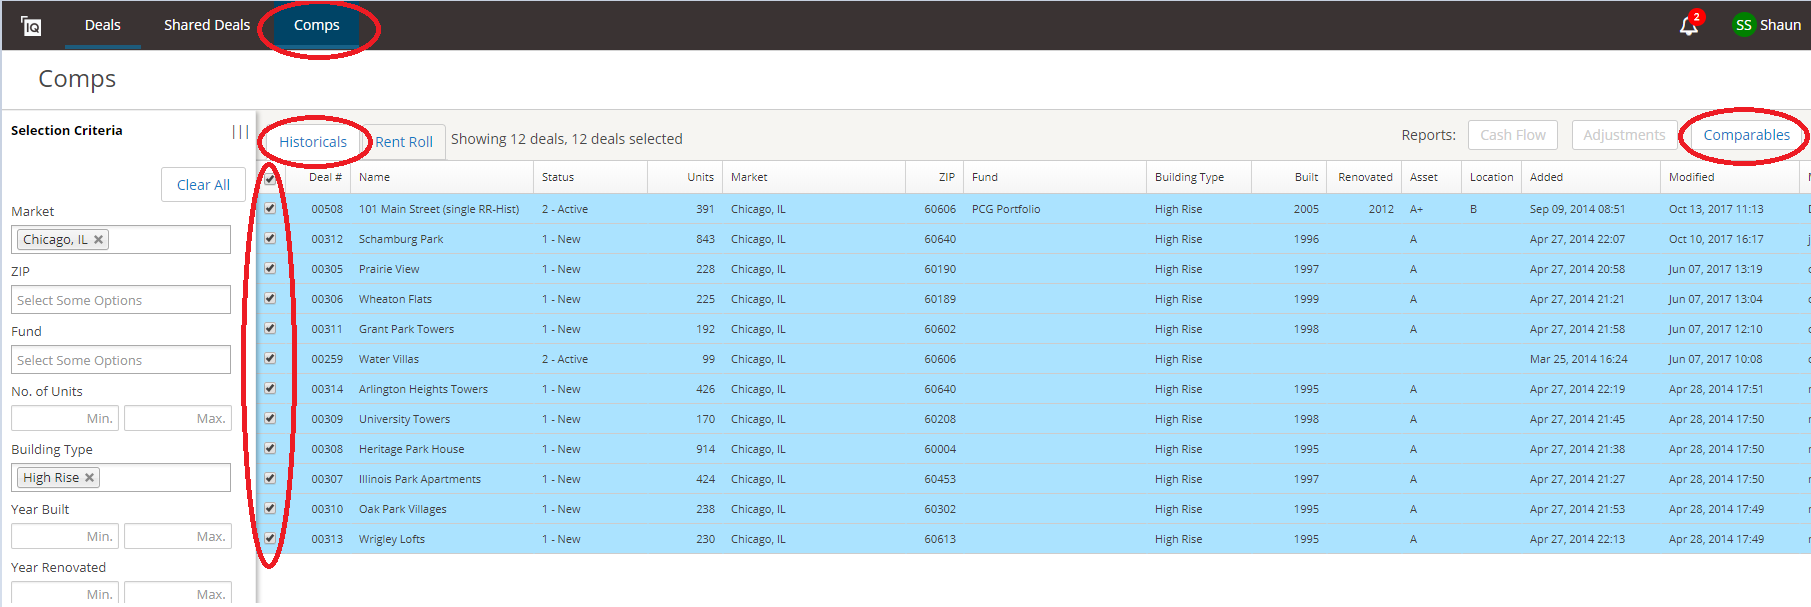 IQ Deals Shared Deals Comps 2 SS Shaun
Comps
Selection Criteria
Clear All
Market
Chicago, IL
ZIP
Select Some Options
Fund
Select Some Options
No. of Units
Min. Max.
Building Type
High Rise
Year Built
Min. Max.
Year Renovated
Min. Max.
Historicals Rent Roll Showing 12 deals, 12 deals selected Reports: Cash Flow Adjustments Comparables
Deal # Name Status Units Market ZIP Fund Building Type Built Renovated Asset Location Added Modified
00508 101 Main Street (single RR-Hist) 2 - Active 391 Chicago, IL 60606 PCG Portfolio High Rise 2005 2012 A+ B Sep 09, 2014 08:51 Oct 13, 2017 11:13
00312 Schamburg Park 1 - New 843 Chicago, IL 60640 High Rise 1996 A Apr 27, 2014 22:07 Oct 10, 2017 16:17
00305 Prairie View 1 - New 228 Chicago, IL 60190 High Rise 1997 A Apr 27, 2014 20:58 Jun 07, 2017 13:19
00306 Wheaton Flats 1 - New 225 Chicago, IL 60189 High Rise 1999 A Apr 27, 2014 21:21 Jun 07, 2017 13:04
00311 Grant Park Towers 1 - New 192 Chicago, IL 60602 High Rise 1998 A Apr 27, 2014 21:58 Jun 07, 2017 12:10
00259 Water Villas 2 - Active 99 Chicago, IL 60606 High Rise Mar 25, 2014 16:24 Jun 07, 2017 10:08
00314 Arlington Heights Towers 1 - New 426 Chicago, IL 60640 High Rise 1995 A Apr 27, 2014 22:19 Apr 28, 2014 17:51
00309 University Towers 1 - New 170 Chicago, IL 60208 High Rise 1998 A Apr 27, 2014 21:45 Apr 28, 2014 17:50
00308 Heritage Park House 1 - New 914 Chicago, IL 60004 High Rise 1995 A Apr 27, 2014 21:38 Apr 28, 2014 17:50
00307 Illinois Park Apartments 1 - New 424 Chicago, IL 60453 High Rise 1997 A Apr 27, 2014 21:27 Apr 28, 2014 17:50
00310 Oak Park Villages 1 - New 238 Chicago, IL 60302 High Rise 1995 A Apr 27, 2014 21:53 Apr 28, 2014 17:49
00313 Wrigley Lofts 1 - New 230 Chicago, IL 60613 High Rise 1995 A Apr 27, 2014 22:13 Apr 28, 2014 17:49